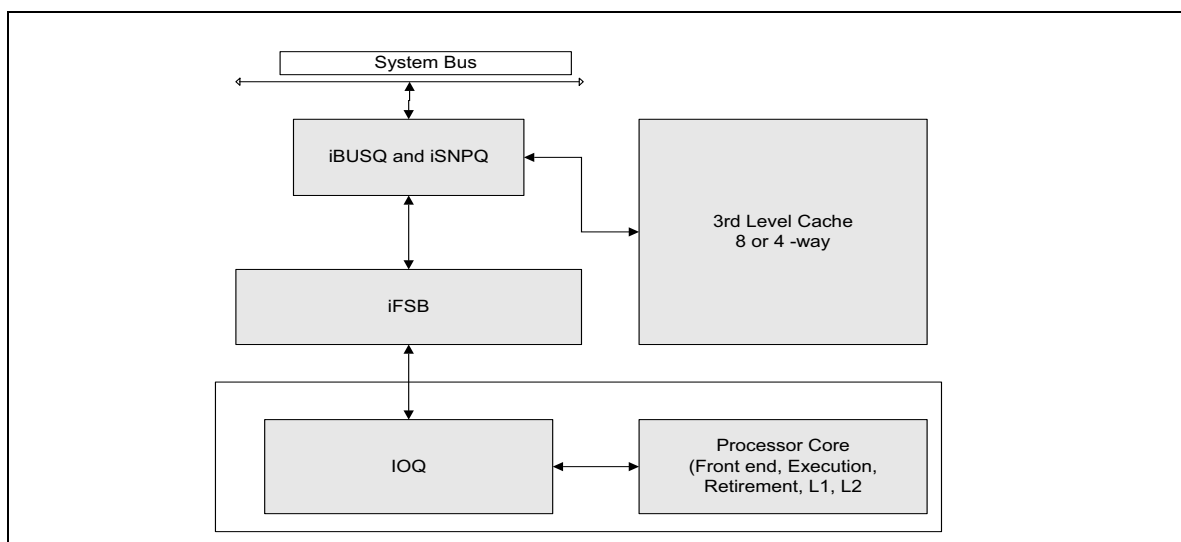 System Bus
iBUSQ and iSNPQ
3rd Level Cache
8 or 4 -way
iFSB
IOQ
Processor Core
(Front end, Execution,
Retirement, L1, L2